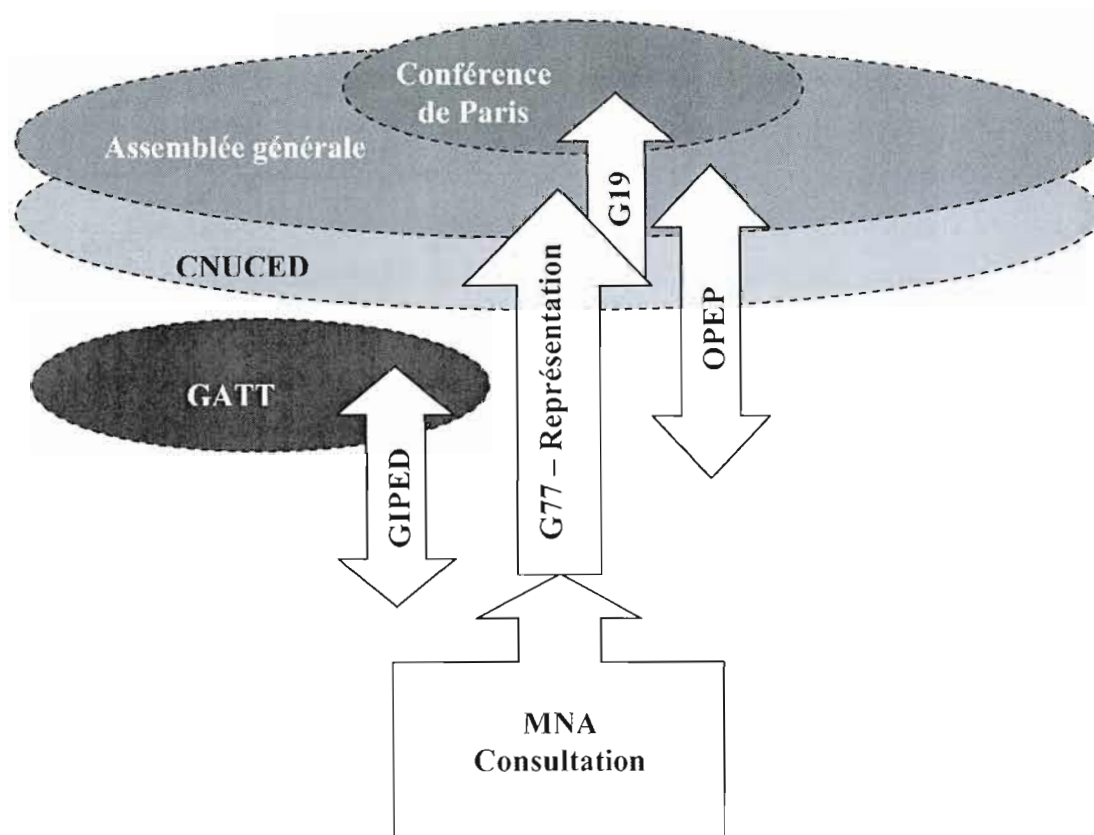 Conférence
de Paris
Assemblée générale
G19
CNUCED
OPEP
G77 – Représentation
GATT
GIPED
MNA
Consultation